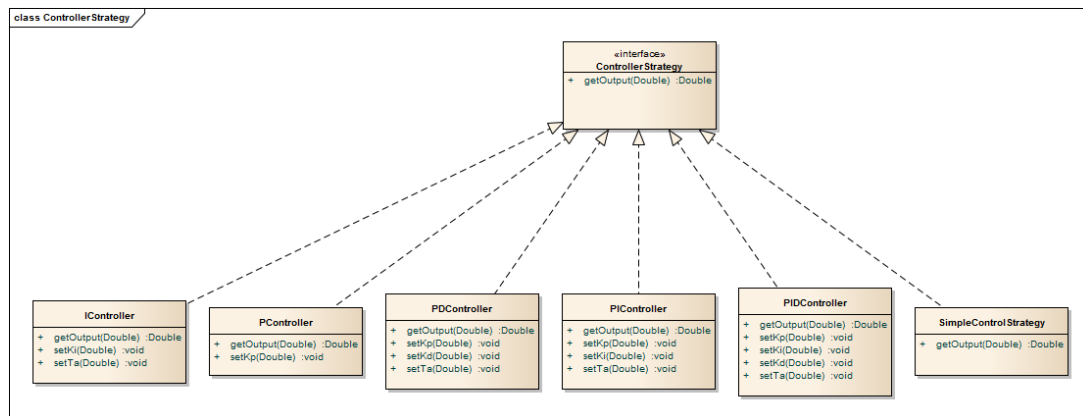 class ControllerStrategy
«interface»
ControllerStrategy
+ getOutput(Double) :Double
IController
+ getOutput(Double) :Double
+ setKi(Double) :void
+ setTa(Double) :void
PController
+ getOutput(Double) :Double
+ setKp(Double) :void
PDController
+ getOutput(Double) :Double
+ setKp(Double) :void
+ setKd(Double) :void
+ setTa(Double) :void
PIController
+ getOutput(Double) :Double
+ setKp(Double) :void
+ setKi(Double) :void
+ setTa(Double) :void
PIDController
+ getOutput(Double) :Double
+ setKp(Double) :void
+ setKi(Double) :void
+ setKd(Double) :void
+ setTa(Double) :void
SimpleControlStrategy
+ getOutput(Double) :Double